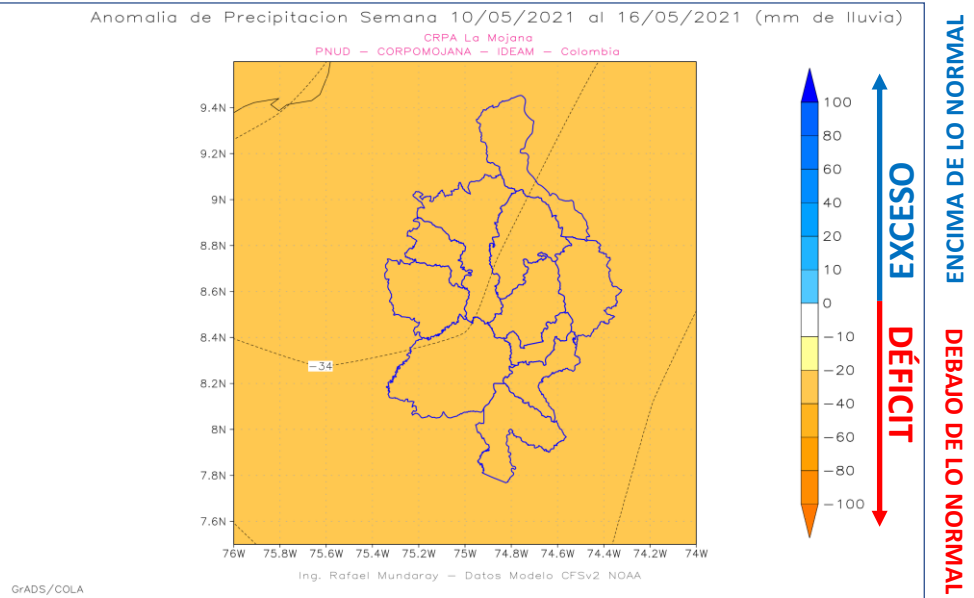 Anomalia de Precipitacion Semana 10/05/2021 al 16/05/2021 (mm de lluvia)
CRPA La Mojana
PNUD – CORPOMOJANA – IDEAM – Colombia
9.4N
9.2N
9N
8.8N
8.6N
8.4N
8.2N
8N
7.8N
7.6N
−34
76W
75.8W
75.6W
75.4W
75.2W
75W
74.8W
74.6W
74.4W
74.2W
74W
100
80
60
40
20
10
0
−10
−20
−40
−60
−80
−100
EXCESO
DÉFICIT
ENCIMA DE LO NORMAL
DEBAJO DE LO NORMAL
Ing. Rafael Mundaray – Datos Modelo CFSv2 NOAA
GrADS/COLA